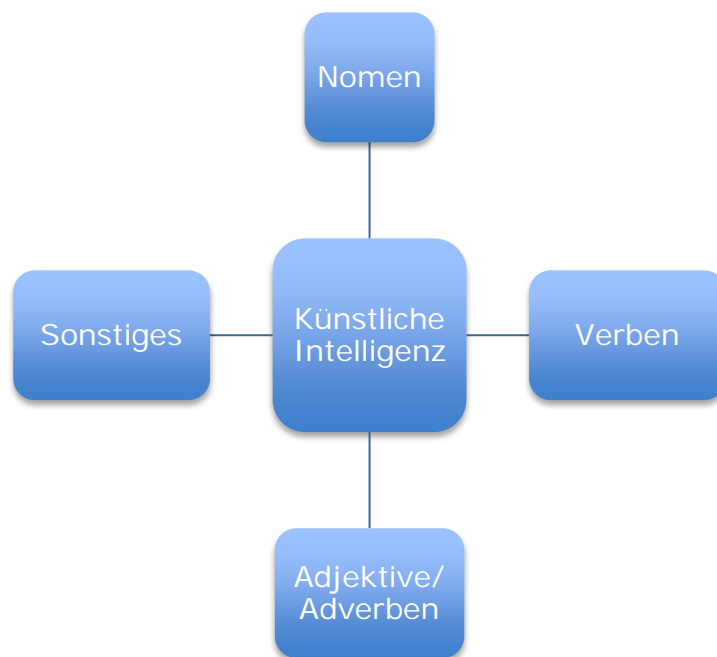 Nomen
Sonstiges
Künstliche
Intelligenz
Verben
Adjektive/
Adverben